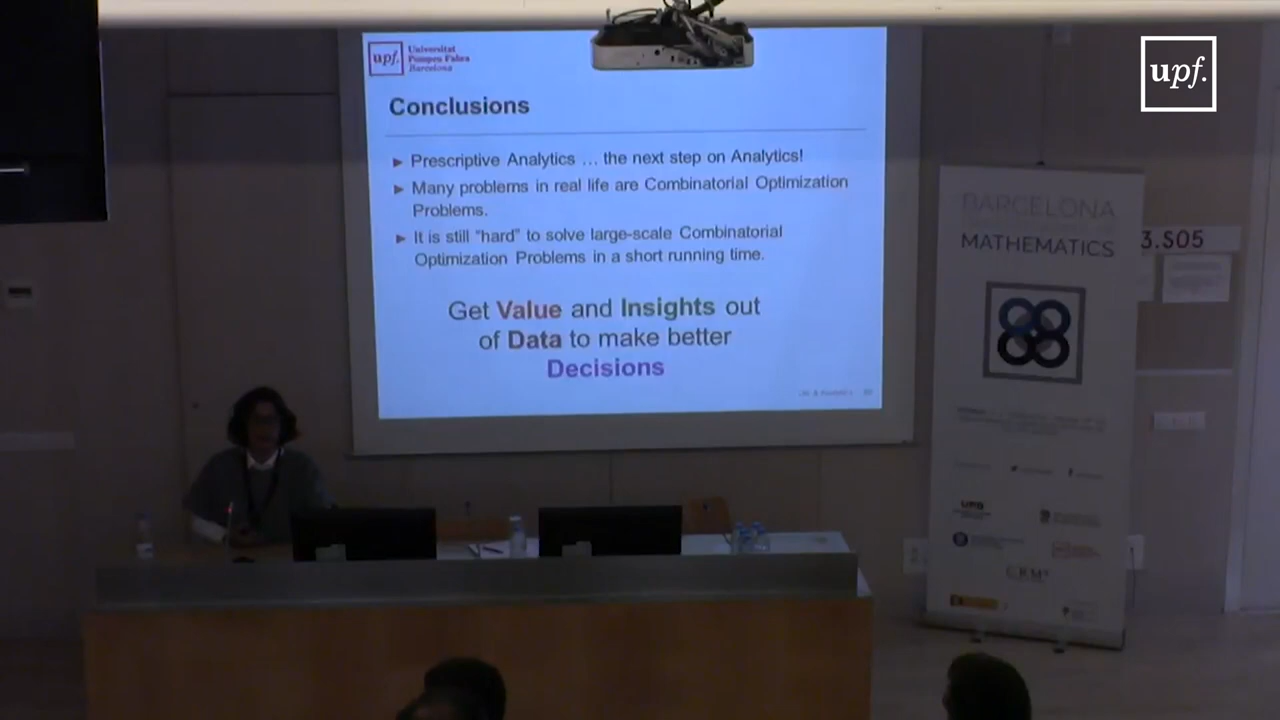 upf.
Universitat
Pompeu Fabra
Barcelona
upf.
Conclusions
► Prescriptive Analytics … the next step on Analytics!
► Many problems in real life are Combinatorial Optimization
Problems.
► It is still “hard” to solve large-scale Combinatorial
Optimization Problems in a short running time.
Get Value and Insights out
of Data to make better
Decisions
BARCELONA
MATHEMATICS
3.S05
CRM